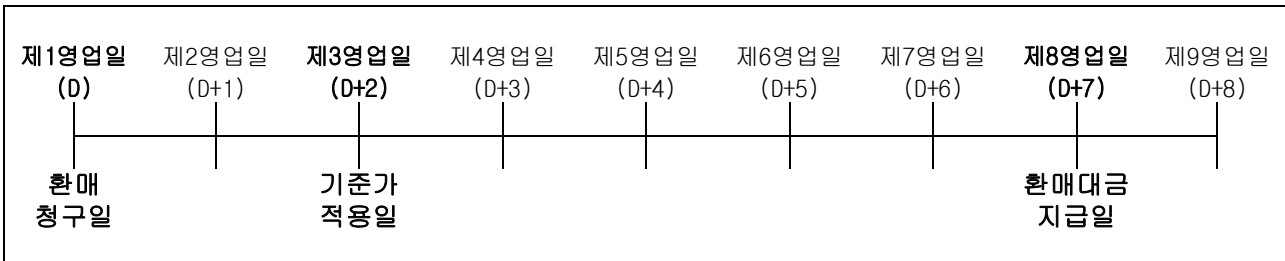 제1영업일 제2영업일 제3영업일 제4영업일 제5영업일 제6영업일 제7영업일 제8영업일 제9영업일
(D) (D+1) (D+2) (D+3) (D+4) (D+5) (D+6) (D+7) (D+8)
환매 기준가 환매대금
청구일 적용일 지급일